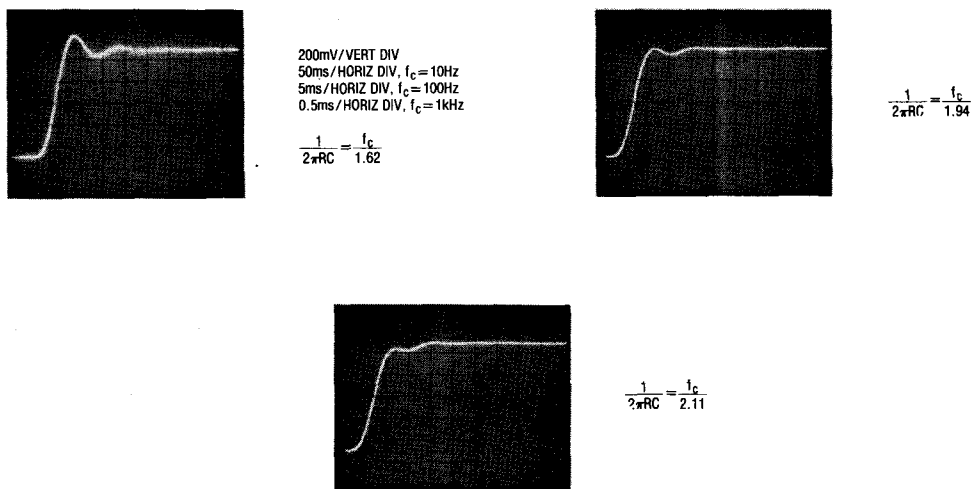 200mV/VERT DIV
50ms/HORIZ DIV, fc=10Hz
5ms/HORIZ DIV, fc=100Hz
0.5ms/HORIZ DIV, fc=1kHz
1/2πRC = fc/1.62
1/2πRC = fc/1.94
1/2πRC = fc/2.11